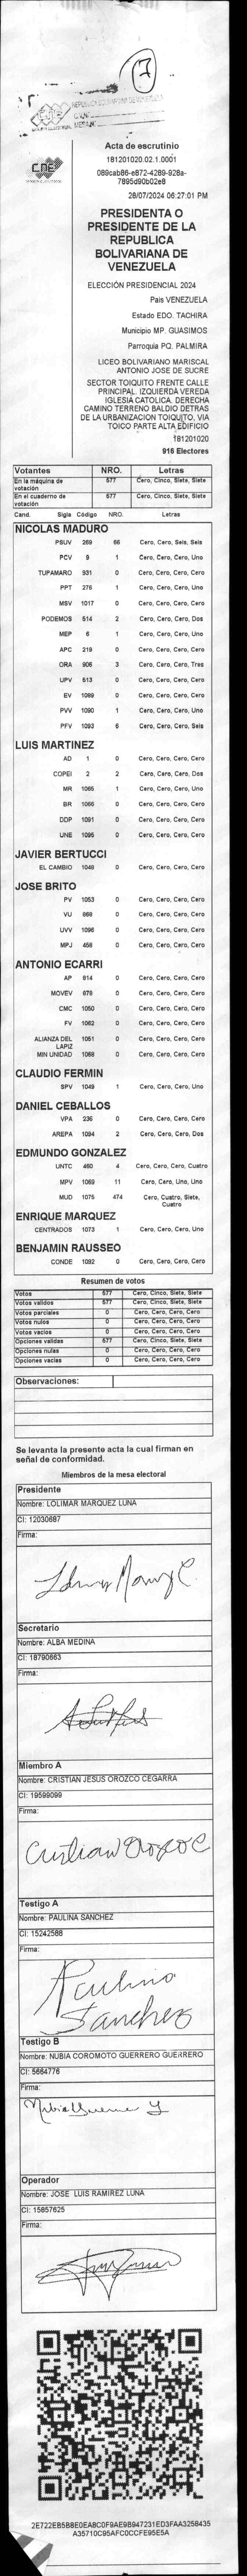 17
REPUBLICA BOLIVARIANA DE VENEZUELA
CNE
Acta de escrutinio
181201020.02.1.0001
089cab86-e872-4289-928a-
7895d90b02e8
28/07/2024 06:27:01 PM
PRESIDENTA O
PRESIDENTE DE LA
REPUBLICA
BOLIVARIANA DE
VENEZUELA
ELECCIÓN PRESIDENCIAL 2024
País VENEZUELA
Estado EDO. TACHIRA
Municipio MP. GUASIMOS
Parroquia PQ. PALMIRA
LICEO BOLIVARIANO MARISCAL
ANTONIO JOSE DE SUCRE
SECTOR TOIQUITO FRENTE CALLE
PRINCIPAL. IZQUIERDA VEREDA
IGLESIA CATOLICA. DERECHA
CAMINO TERRENO BALDIO DETRAS
DE LA URBANIZACION TOIQUITO, VIA
TOICO PARTE ALTA EDIFICIO
181201020
916 Electores
Votantes NRO. Letras
En la máquina de votación 577 Cero, Cinco, Siete, Siete
En el cuaderno de votación 577 Cero, Cinco, Siete, Siete
Cand. Sigla Código NRO. Letras
NICOLAS MADURO
PSUV 269 66 Cero, Cero, Seis, Seis
PCV 9 1 Cero, Cero, Cero, Uno
TUPAMARO 931 0 Cero, Cero, Cero, Cero
PPT 275 1 Cero, Cero, Cero, Uno
MSV 1017 0 Cero, Cero, Cero, Cero
PODEMOS 514 2 Cero, Cero, Cero, Dos
MEP 6 1 Cero, Cero, Cero, Uno
APC 219 0 Cero, Cero, Cero, Cero
ORA 906 3 Cero, Cero, Cero, Tres
UPV 513 0 Cero, Cero, Cero, Cero
EV 1089 0 Cero, Cero, Cero, Cero
PVV 1090 1 Cero, Cero, Cero, Uno
PFV 1093 6 Cero, Cero, Cero, Seis
LUIS MARTINEZ
AD 1 0 Cero, Cero, Cero, Cero
COPEI 2 2 Cero, Cero, Cero, Dos
MR 1065 1 Cero, Cero, Cero, Uno
BR 1066 0 Cero, Cero, Cero, Cero
DDP 1091 0 Cero, Cero, Cero, Cero
UNE 1095 0 Cero, Cero, Cero, Cero
JAVIER BERTUCCI
EL CAMBIO 1048 0 Cero, Cero, Cero, Cero
JOSE BRITO
PV 1053 0 Cero, Cero, Cero, Cero
VU 868 0 Cero, Cero, Cero, Cero
UVV 1096 0 Cero, Cero, Cero, Cero
MPJ 458 0 Cero, Cero, Cero, Cero
ANTONIO ECARRI
AP 814 0 Cero, Cero, Cero, Cero
MOVEV 979 0 Cero, Cero, Cero, Cero
CMC 1050 0 Cero, Cero, Cero, Cero
FV 1062 0 Cero, Cero, Cero, Cero
ALIANZA DEL LAPIZ 1051 0 Cero, Cero, Cero, Cero
MIN UNIDAD 1068 0 Cero, Cero, Cero, Cero
CLAUDIO FERMIN
SPV 1049 1 Cero, Cero, Cero, Uno
DANIEL CEBALLOS
VPA 236 0 Cero, Cero, Cero, Cero
AREPA 1094 2 Cero, Cero, Cero, Dos
EDMUNDO GONZALEZ
UNTC 460 4 Cero, Cero, Cero, Cuatro
MPV 1069 11 Cero, Cero, Uno, Uno
MUD 1075 474 Cero, Cuatro, Siete, Cuatro
ENRIQUE MARQUEZ
CENTRADOS 1073 1 Cero, Cero, Cero, Uno
BENJAMIN RAUSSEO
CONDE 1092 0 Cero, Cero, Cero, Cero
Resumen de votos
Votos 577 Cero, Cinco, Siete, Siete
Votos validos 577 Cero, Cinco, Siete, Siete
Votos parciales 0 Cero, Cero, Cero, Cero
Votos nulos 0 Cero, Cero, Cero, Cero
Votos vacios 0 Cero, Cero, Cero, Cero
Opciones validas 577 Cero, Cinco, Siete, Siete
Opciones nulas 0 Cero, Cero, Cero, Cero
Opciones vacias 0 Cero, Cero, Cero, Cero
Observaciones:
Se levanta la presente acta la cual firman en
señal de conformidad.
Miembros de la mesa electoral
Presidente
Nombre: LOLIMAR MARQUEZ LUNA
CI: 12030687
Firma:
Secretario
Nombre: ALBA MEDINA
CI: 18790663
Firma:
Miembro A
Nombre: CRISTIAN JESUS OROZCO CEGARRA
CI: 19599099
Firma:
Cristian Orozco C
Testigo A
Nombre: PAULINA SANCHEZ
CI: 15242588
Firma:
Paulina
Sanchez
Testigo B
Nombre: NUBIA COROMOTO GUERRERO GUERRERO
CI: 5664776
Firma:
Operador
Nombre: JOSE LUIS RAMIREZ LUNA
CI: 15857625
Firma:
2E722EB5B8E0EA8C0F9AE9B947231ED3FAA3258435
A35710C95AFC0CCFE95E5A